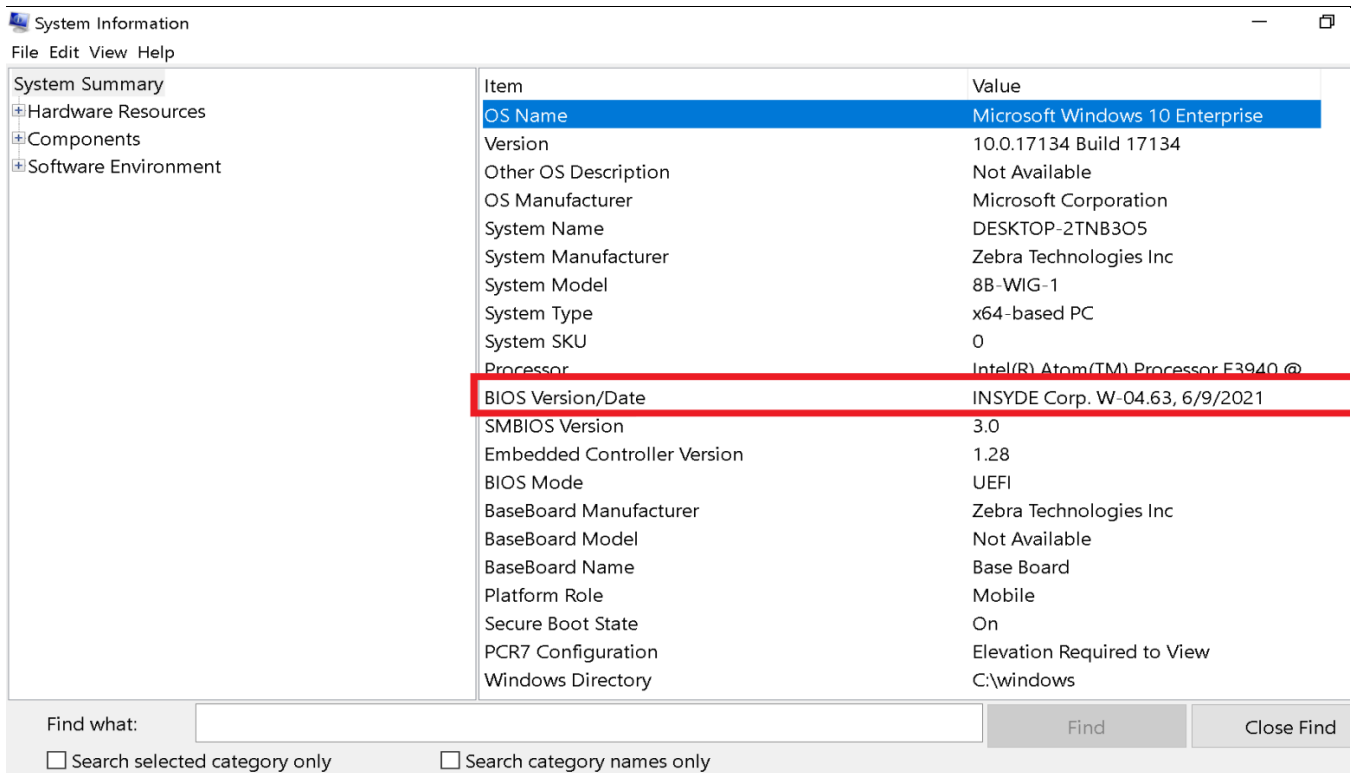 System Information
File Edit View Help
System Summary
Hardware Resources
Components
Software Environment
Item Value
OS Name Microsoft Windows 10 Enterprise
Version 10.0.17134 Build 17134
Other OS Description Not Available
OS Manufacturer Microsoft Corporation
System Name DESKTOP-2TNB3O5
System Manufacturer Zebra Technologies Inc
System Model 8B-WIG-1
System Type x64-based PC
System SKU 0
Processor Intel(R) Atom(TM) Processor E3940 @
BIOS Version/Date INSYDE Corp. W-04.63, 6/9/2021
SMBIOS Version 3.0
Embedded Controller Version 1.28
BIOS Mode UEFI
BaseBoard Manufacturer Zebra Technologies Inc
BaseBoard Model Not Available
BaseBoard Name Base Board
Platform Role Mobile
Secure Boot State On
PCR7 Configuration Elevation Required to View
Windows Directory C:\windows
Find what: Find Close Find
Search selected category only Search category names only